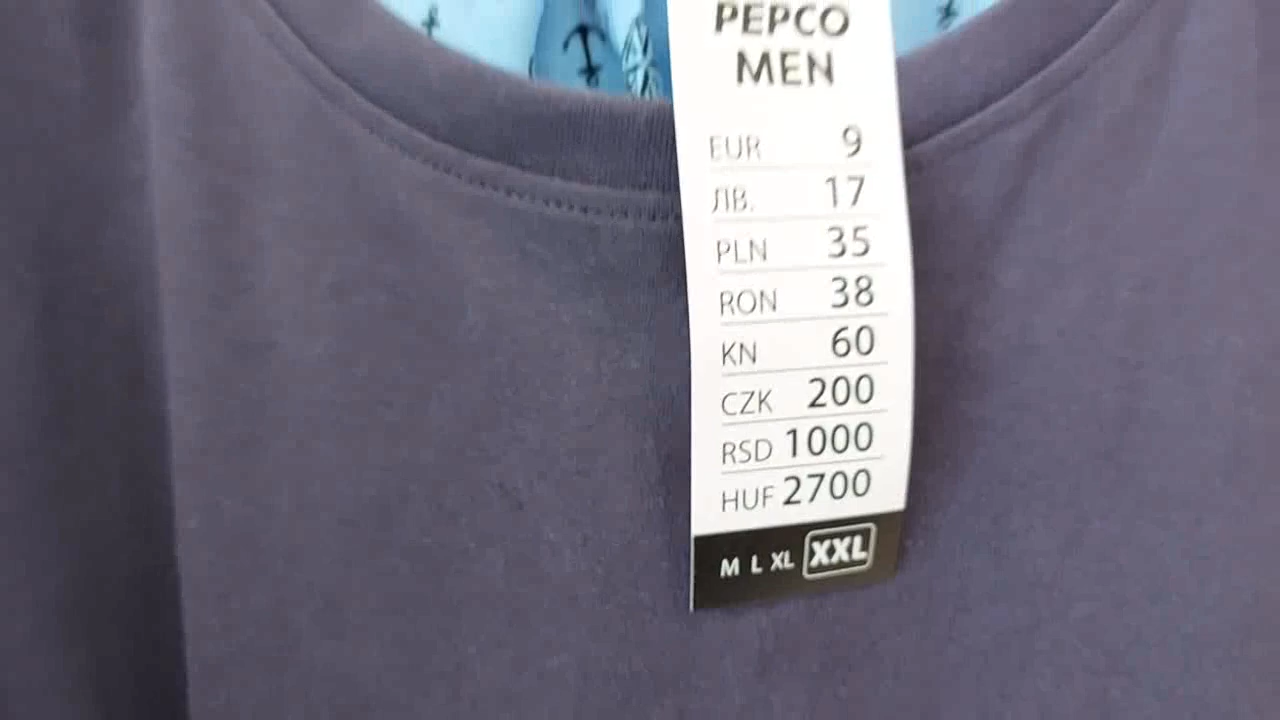 PEPCO
MEN
EUR 9
ЛВ. 17
PLN 35
RON 38
KN 60
CZK 200
RSD 1000
HUF 2700
M L XL XXL